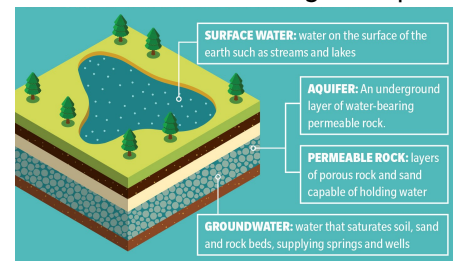 SURFACE WATER: water on the surface of the
earth such as streams and lakes
AQUIFER: An underground
layer of water-bearing
permeable rock.
PERMEABLE ROCK: layers
of porous rock and sand
capable of holding water
GROUNDWATER: water that saturates soil, sand
and rock beds, supplying springs and wells